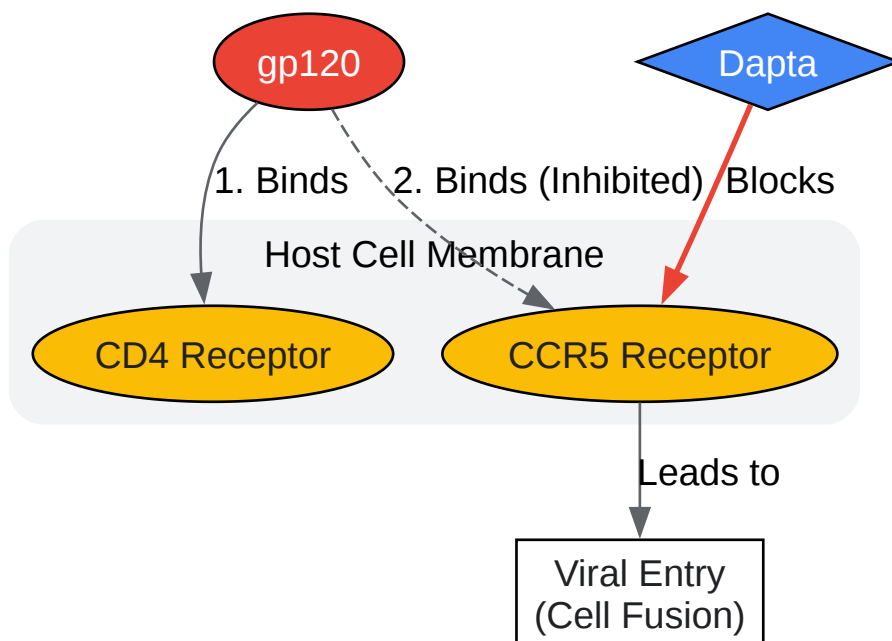 gp120
Dapta
1. Binds
2. Binds (Inhibited)
Blocks
Host Cell Membrane
CD4 Receptor
CCR5 Receptor
Leads to
Viral Entry
(Cell Fusion)